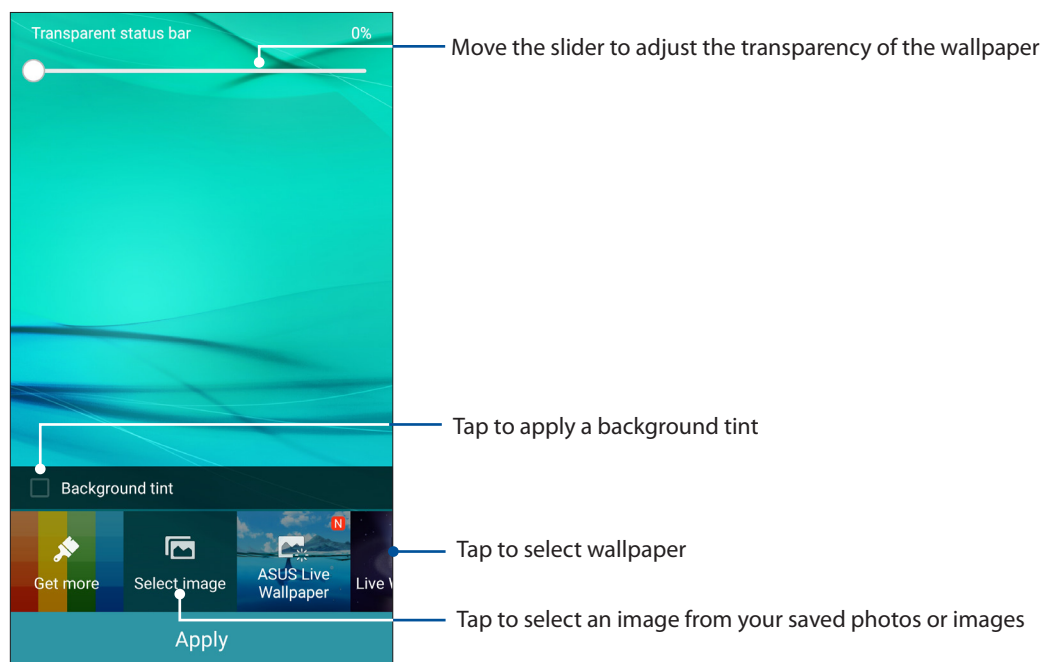 Transparent status bar 0%
Move the slider to adjust the transparency of the wallpaper
Tap to apply a background tint
Background tint
N
Get more
Select image
ASUS Live
Wallpaper
Live
Tap to select wallpaper
Tap to select an image from your saved photos or images
Apply